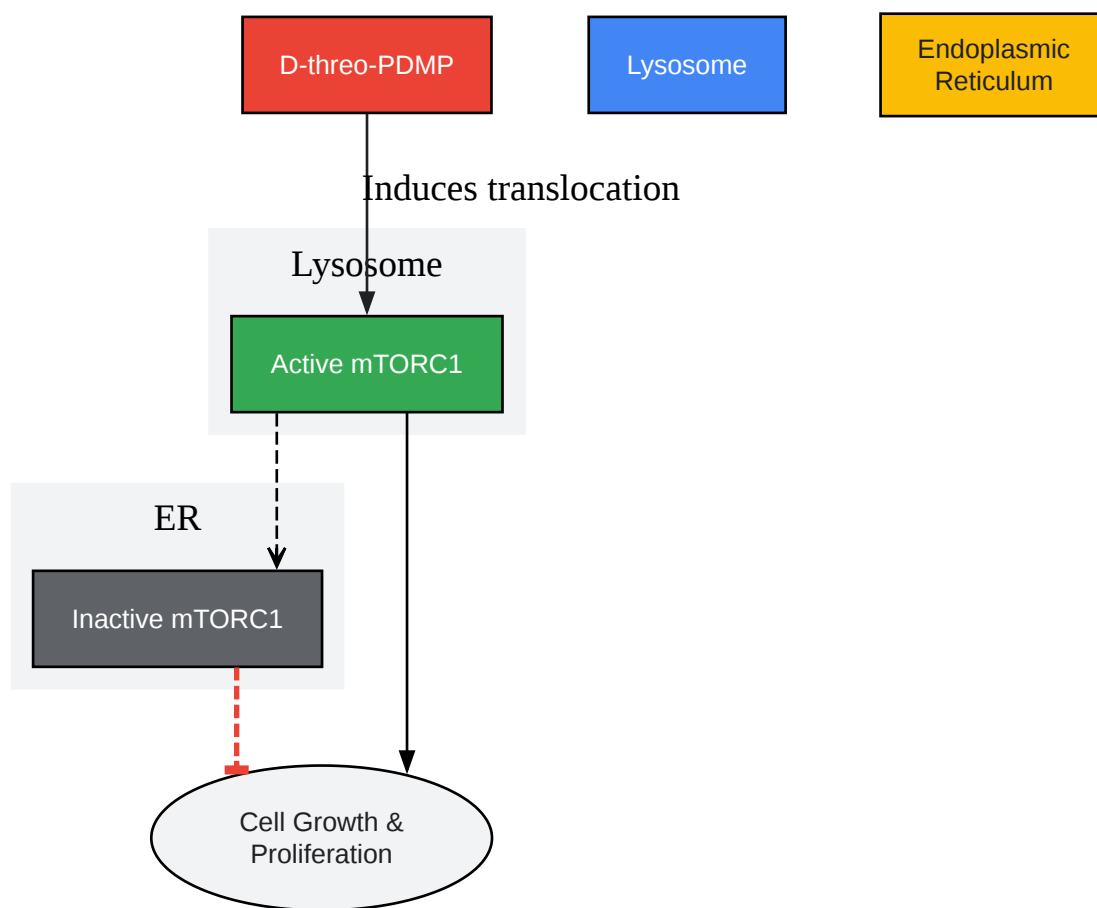 D-threo-PDMP
Lysosome
Endoplasmic
Reticulum
Induces translocation
Lysosome
Active mTORC1
ER
Inactive mTORC1
Cell Growth &
Proliferation